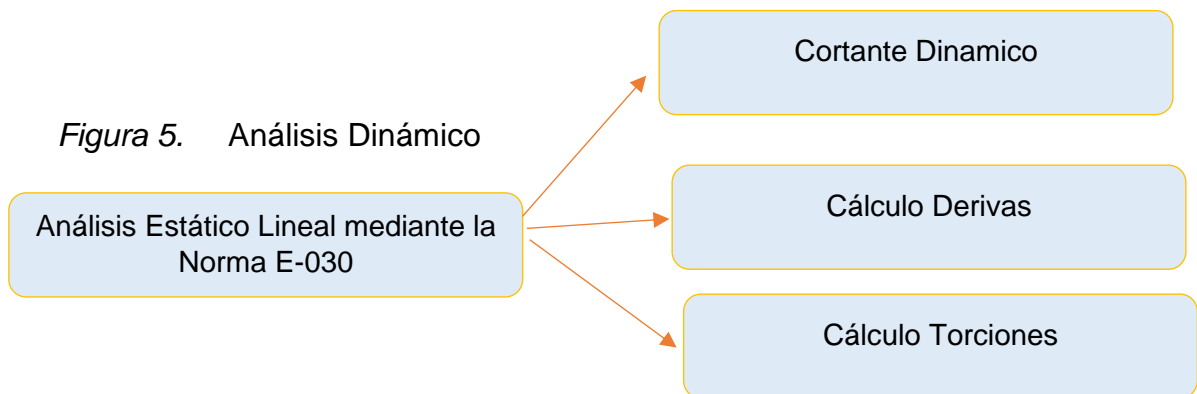 Cortante Dinamico
Figura 5. Análisis Dinámico
Cálculo Derivas
Análisis Estático Lineal mediante la
Norma E-030
Cálculo Torciones